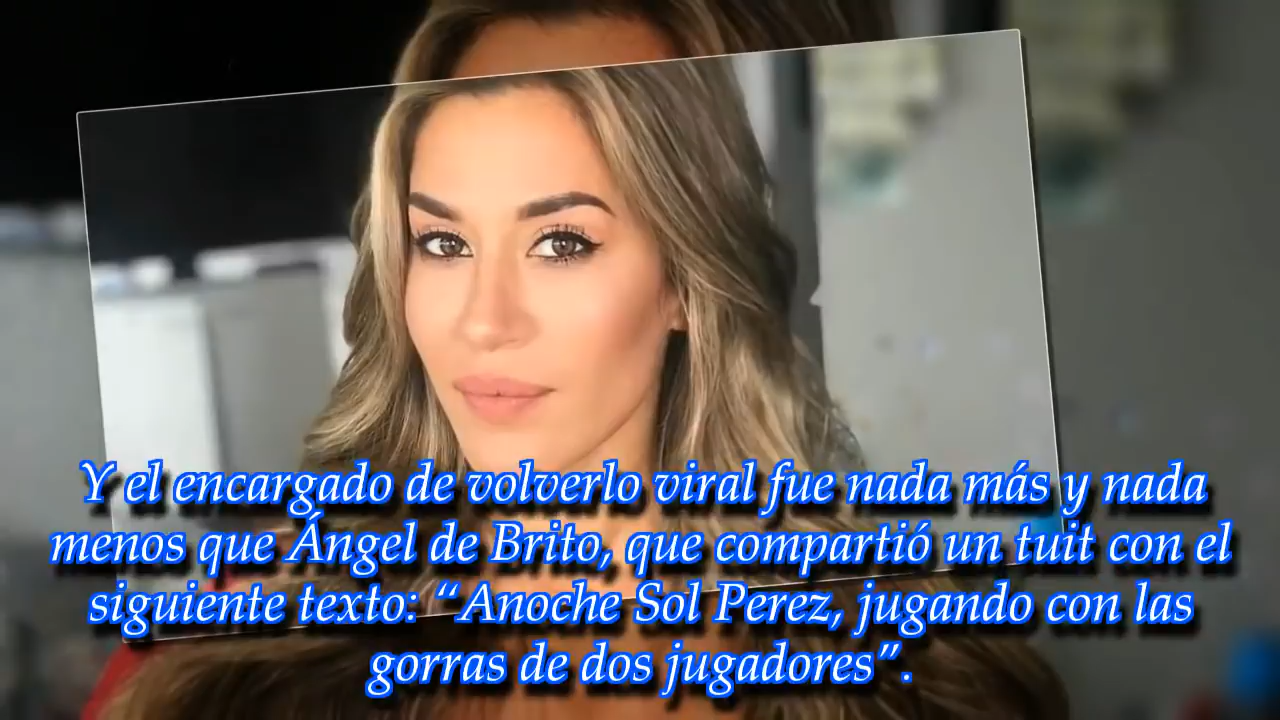 Y el encargado de volverlo viral fue nada más y nada
menos que Ángel de Brito, que compartió un tuit con el
siguiente texto: “Anoche Sol Perez, jugando con las
gorras de dos jugadores”.